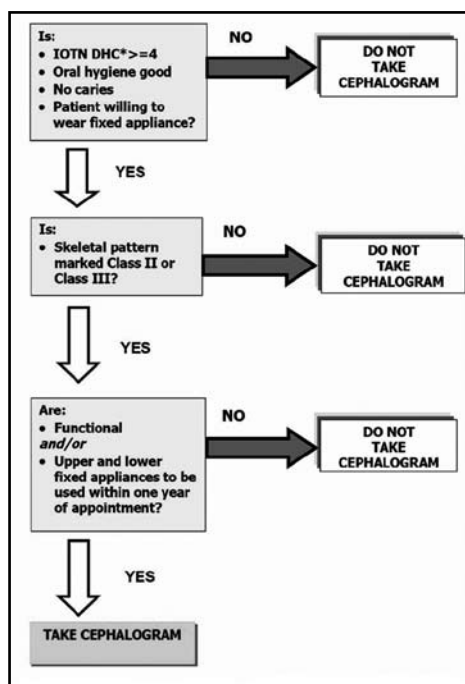 Is:
• IOTN DHC*>=4
• Oral hygiene good
• No caries
• Patient willing to
wear fixed appliance?
NO
DO NOT
TAKE
CEPHALOGRAM
YES
Is:
• Skeletal pattern
marked Class II or
Class III?
NO
DO NOT
TAKE
CEPHALOGRAM
YES
Are:
• Functional
and/or
• Upper and lower
fixed appliances to be
used within one year
of appointment?
NO
DO NOT
TAKE
CEPHALOGRAM
YES
TAKE CEPHALOGRAM